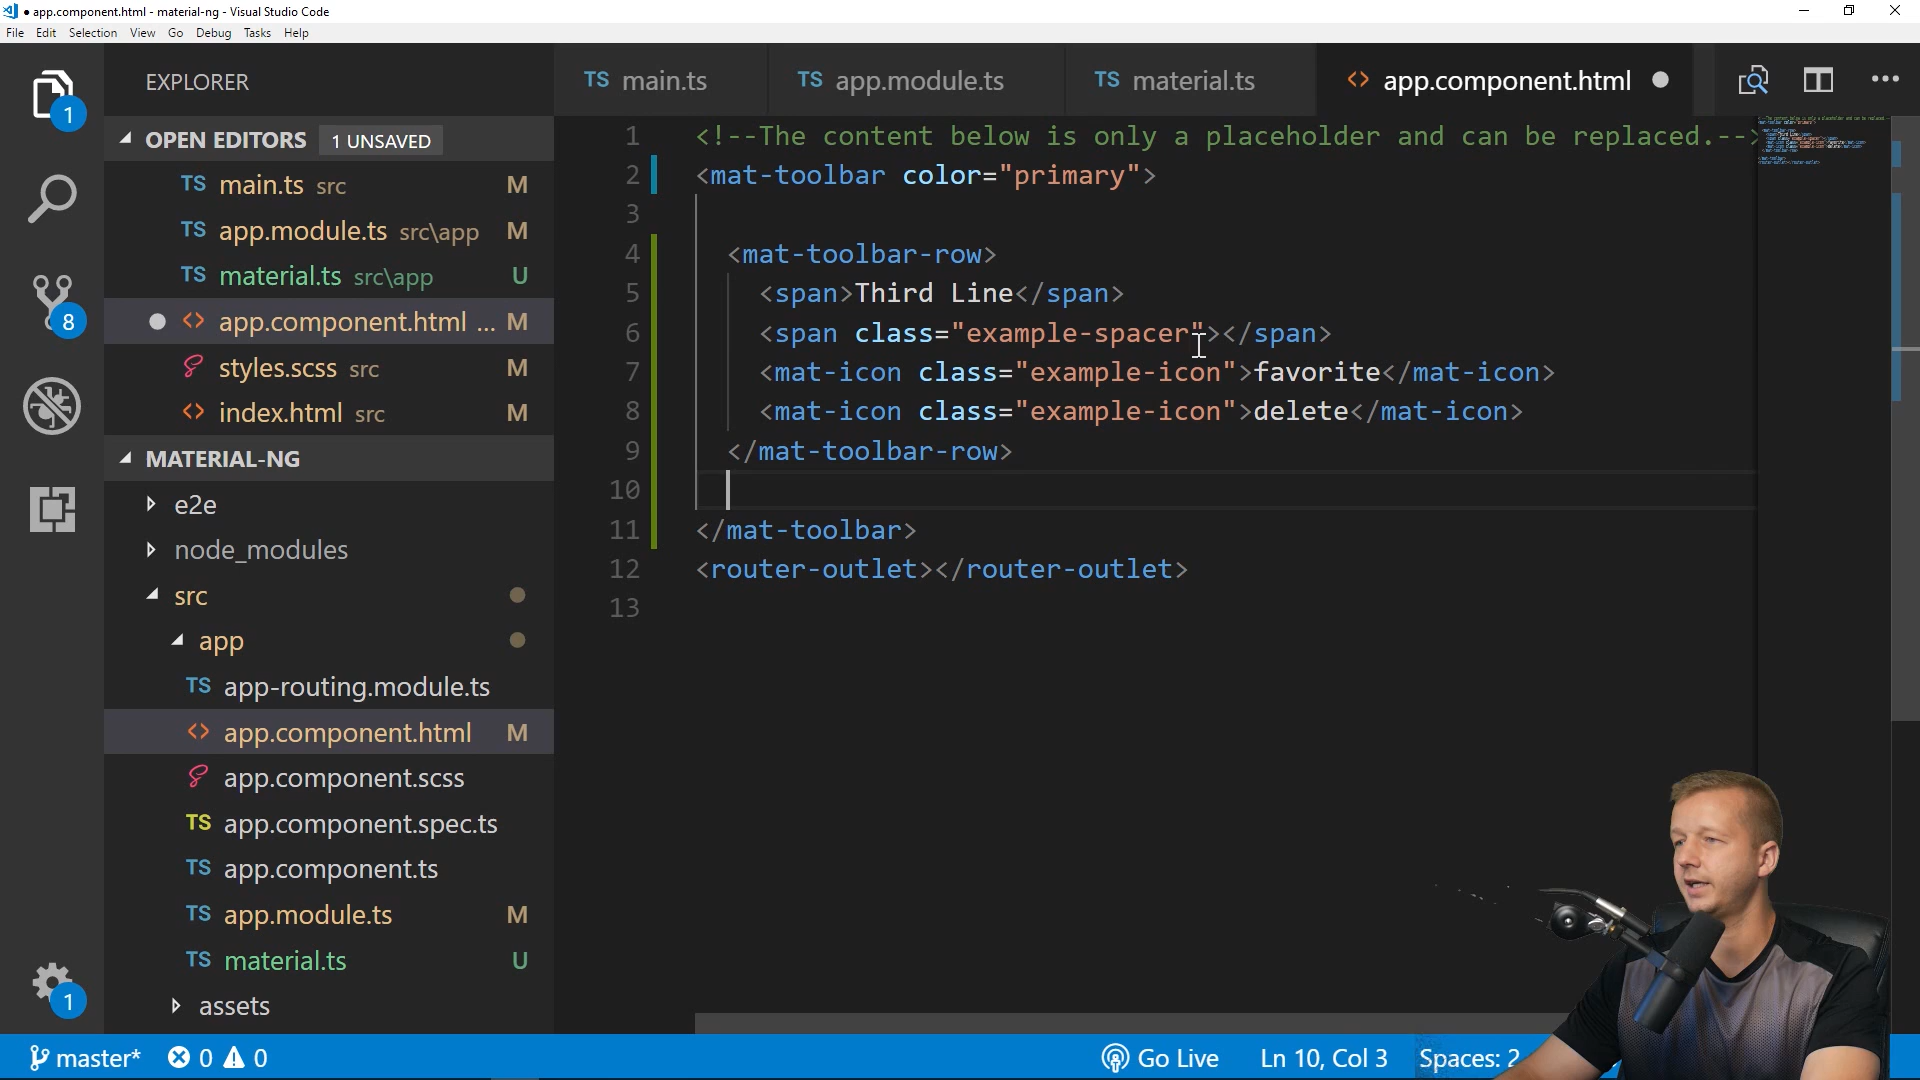 app.component.html - material-ng - Visual Studio Code
File Edit Selection View Go Debug Tasks Help
EXPLORER
TS main.ts
TS app.module.ts
TS material.ts
<> app.component.html
1
OPEN EDITORS 1 UNSAVED
TS main.ts src M
TS app.module.ts src\app M
TS material.ts src\app U
<> app.component.html ... M
styles.scss src M
<> index.html src M
8
MATERIAL-NG
e2e
node_modules
src
app
TS app-routing.module.ts
<> app.component.html M
app.component.scss
TS app.component.spec.ts
TS app.component.ts
TS app.module.ts M
TS material.ts U
assets
1
1 <!--The content below is only a placeholder and can be replaced.-->
2 <mat-toolbar color="primary">
3
4 <mat-toolbar-row>
5 <span>Third Line</span>
6 <span class="example-spacer"></span>
7 <mat-icon class="example-icon">favorite</mat-icon>
8 <mat-icon class="example-icon">delete</mat-icon>
9 </mat-toolbar-row>
10
11 </mat-toolbar>
12 <router-outlet></router-outlet>
13
master* 0 0 Go Live Ln 10, Col 3 Spaces: 2